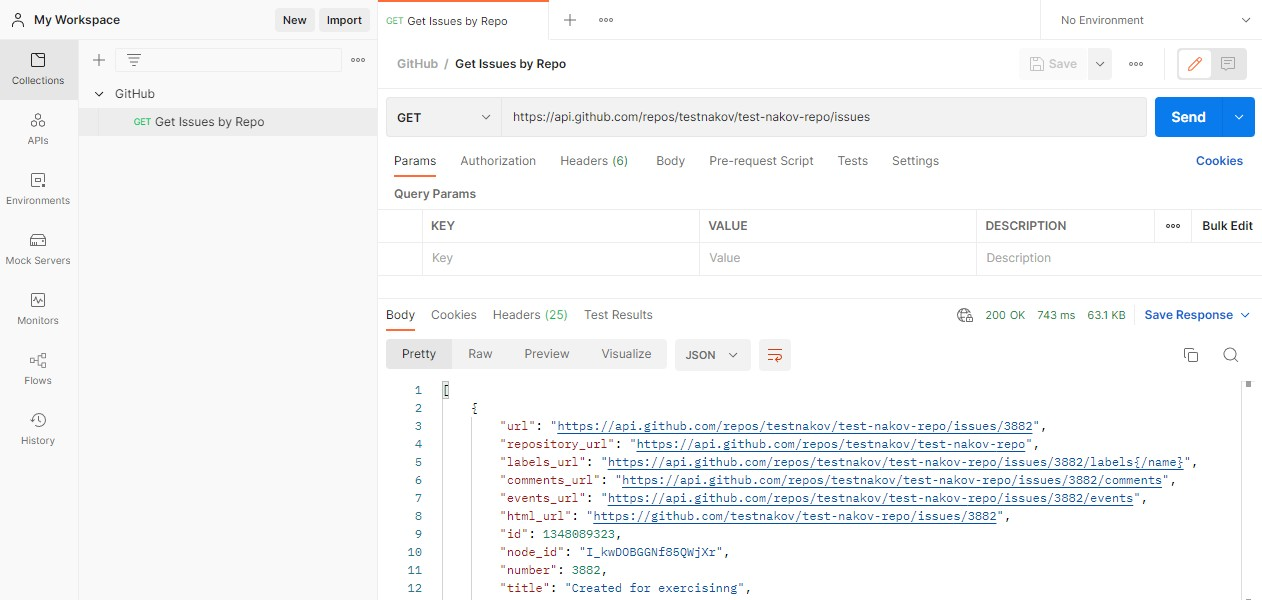 My Workspace New Import
GET Get Issues by Repo
No Environment
Collections
APIs
Environments
Mock Servers
Monitors
Flows
History
GitHub
GET Get Issues by Repo
GitHub / Get Issues by Repo Save
GET https://api.github.com/repos/testnakov/test-nakov-repo/issues Send
Params Authorization Headers (6) Body Pre-request Script Tests Settings Cookies
Query Params
KEY VALUE DESCRIPTION Bulk Edit
Key Value Description
Body Cookies Headers (25) Test Results 200 OK 743 ms 63.1 KB Save Response
Pretty Raw Preview Visualize JSON
1 [
2 {
3 "url": "https://api.github.com/repos/testnakov/test-nakov-repo/issues/3882",
4 "repository_url": "https://api.github.com/repos/testnakov/test-nakov-repo",
5 "labels_url": "https://api.github.com/repos/testnakov/test-nakov-repo/issues/3882/labels{/name}",
6 "comments_url": "https://api.github.com/repos/testnakov/test-nakov-repo/issues/3882/comments",
7 "events_url": "https://api.github.com/repos/testnakov/test-nakov-repo/issues/3882/events",
8 "html_url": "https://github.com/testnakov/test-nakov-repo/issues/3882",
9 "id": 1348089323,
10 "node_id": "I_kwDOBGGNf85QWjXr",
11 "number": 3882,
12 "title": "Created for exercisinng",